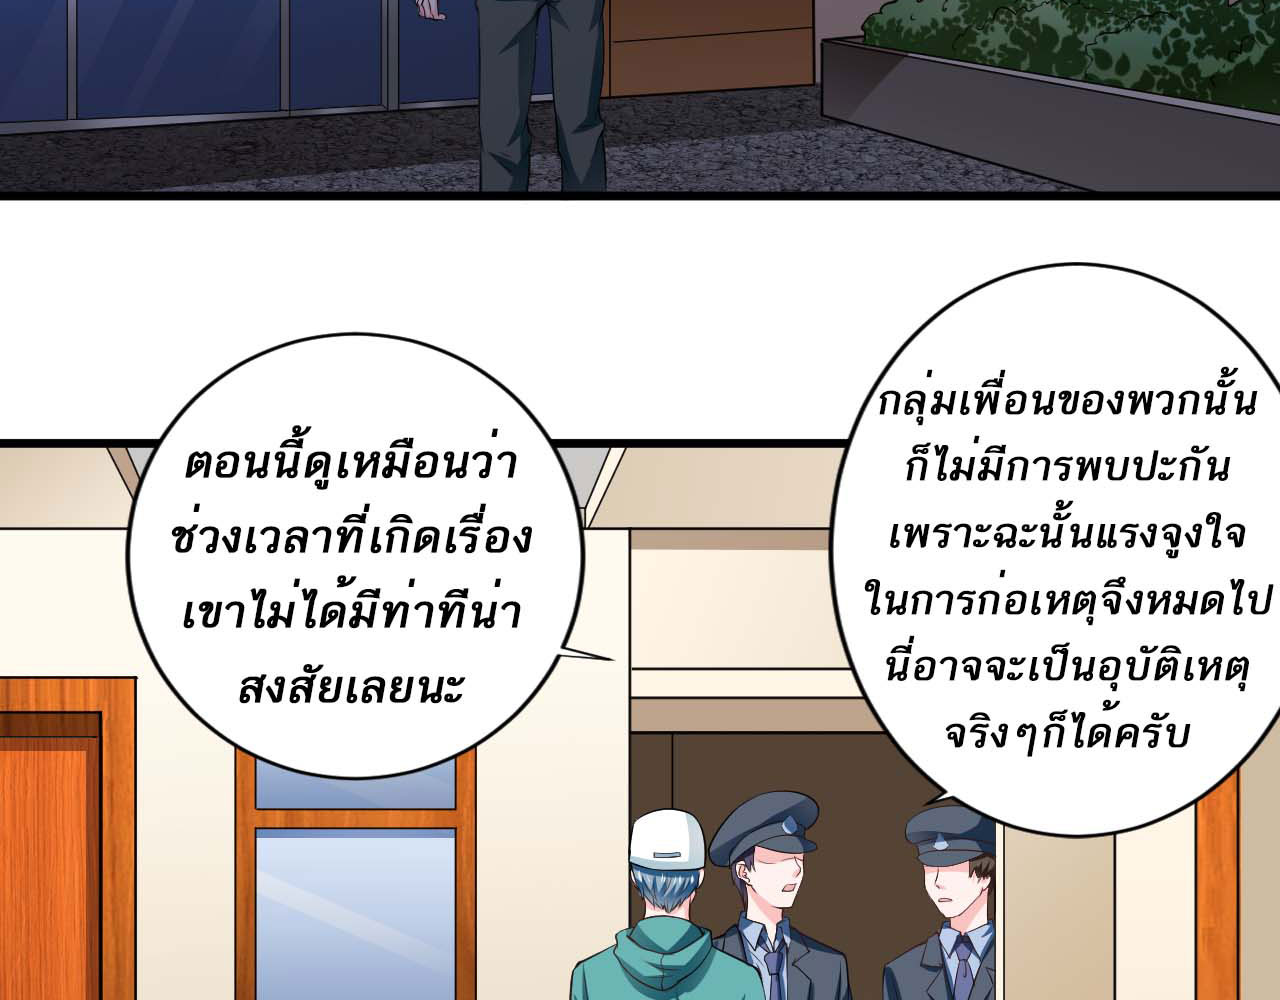 ตอนนี้ดูเหมือนว่า
ช่วงเวลาที่เกิดเรื่อง
เขาไม่ได้มีท่าทีน่า
สงสัยเลยนะ
กลุ่มเพื่อนของพวกนั้น
ก็ไม่มีการพบปะกัน
เพราะฉะนั้นแรงจูงใจ
ในการก่อเหตุจึงหมดไป
นี่อาจจะเป็นอุบัติเหตุ
จริงๆก็ได้ครับ